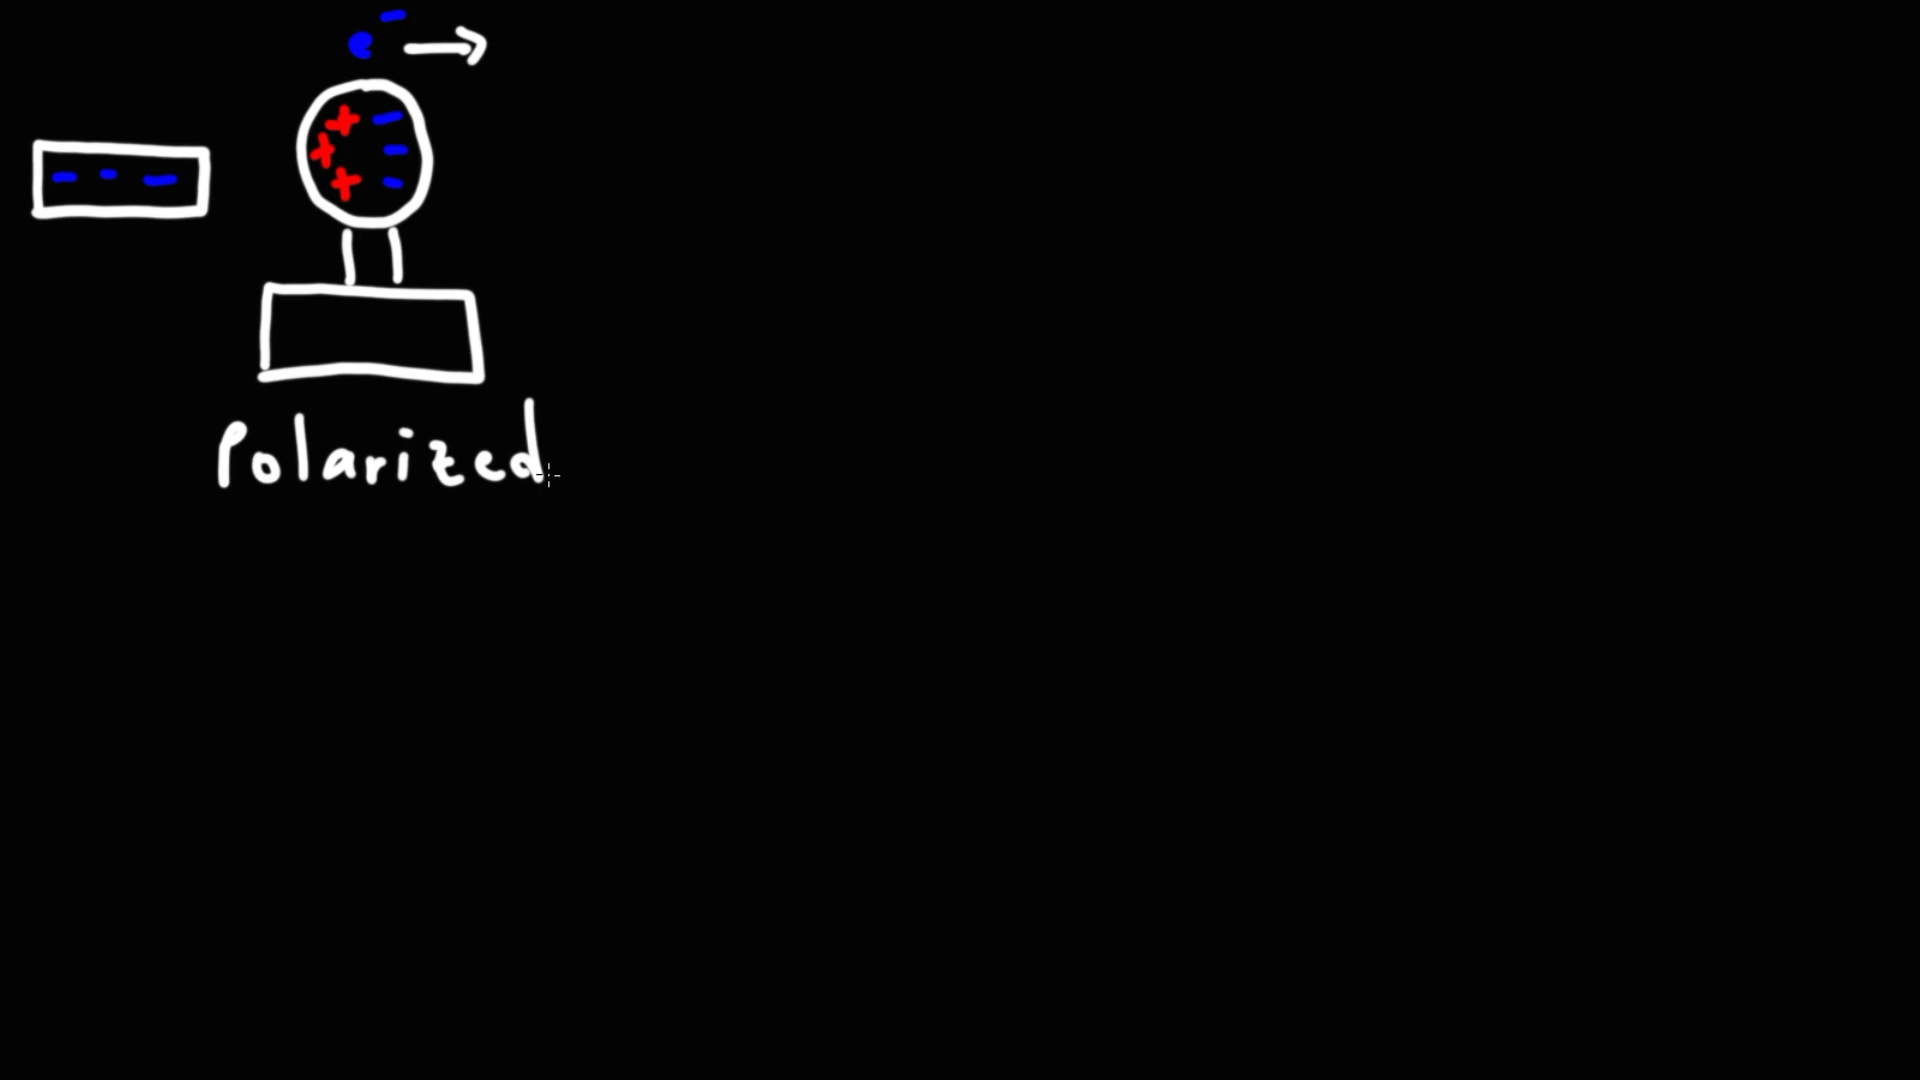 e -
+ -
- - -
+ -
+ -
Polarized